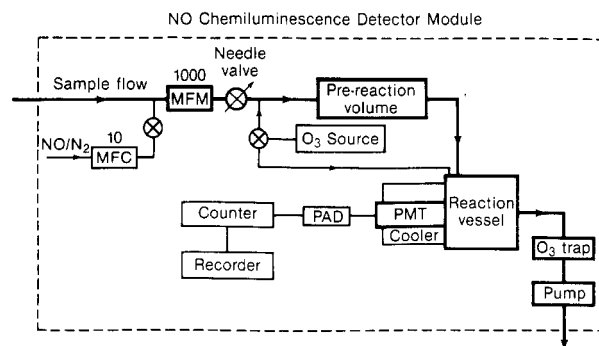 NO Chemiluminescence Detector Module
Needle
valve
Sample flow
1000
MFM
Pre-reaction
volume
10
NO/N₂
MFC
O₃ Source
Reaction
vessel
Counter
PAD
PMT
Cooler
Recorder
O₃ trap
Pump